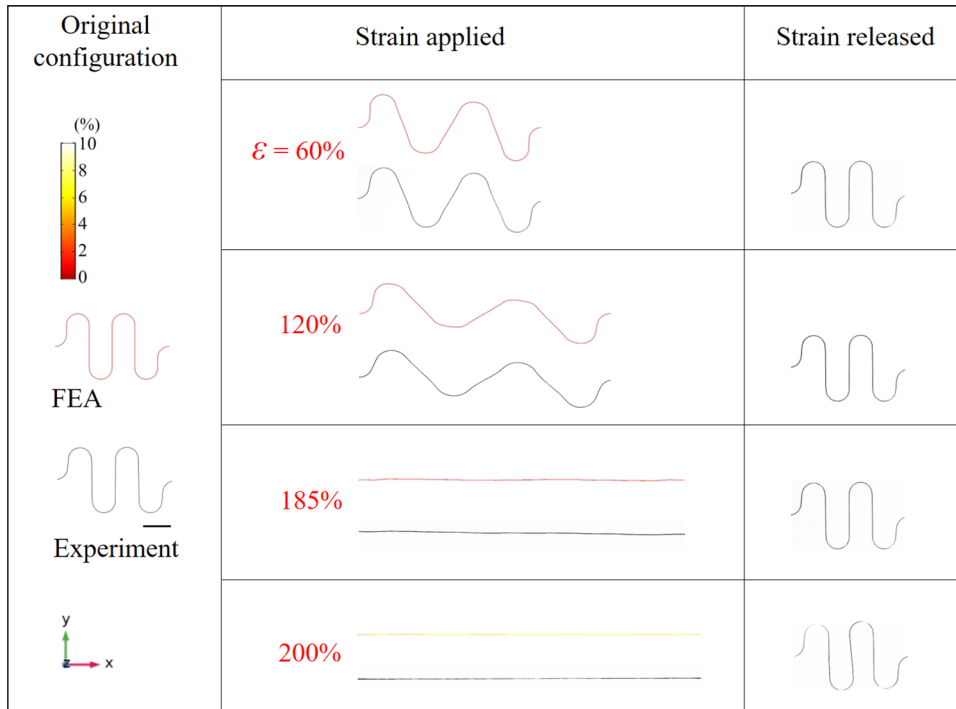 Original
configuration
Strain applied
Strain released
(%)
10
8
6
4
2
0
FEA
Experiment
y
z
x
ε = 60%
120%
185%
200%